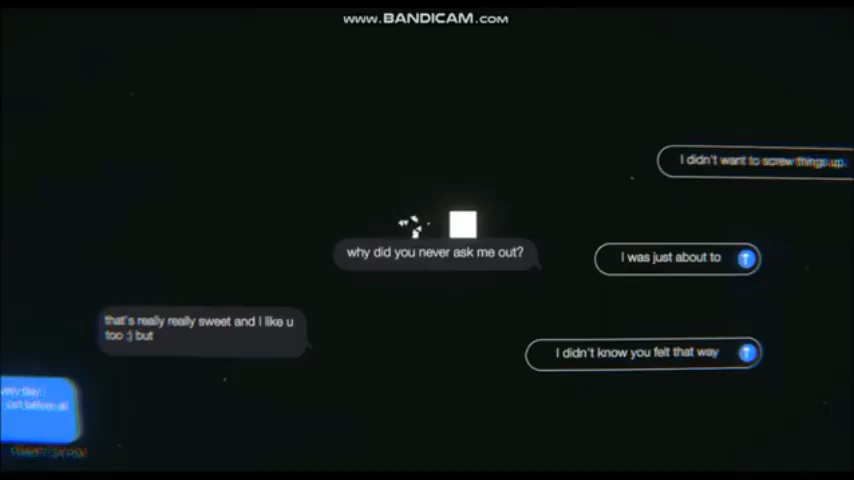 www.BANDICAM.com
I didn't want to screw things up.
why did you never ask me out?
I was just about to
that's really really sweet and I like u
too :) but
I didn't know you felt that way